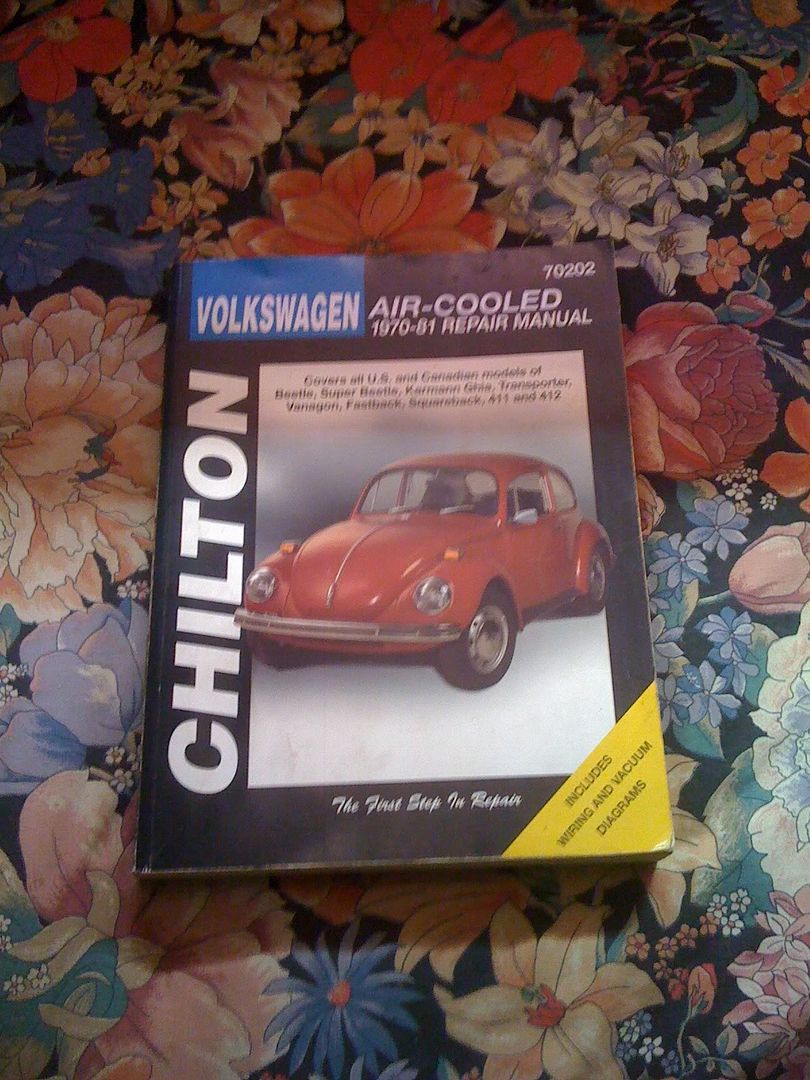 70202
VOLKSWAGEN
AIR-COOLED
1970-81 REPAIR MANUAL
Covers all U.S. and Canadian models of
Beetle, Super Beetle, Karmann Ghia, Transporter,
Vanagon, Fastback, Squareback, 411 and 412
CHILTON
The First Step In Repair
INCLUDES
WIRING AND VACUUM
DIAGRAMS